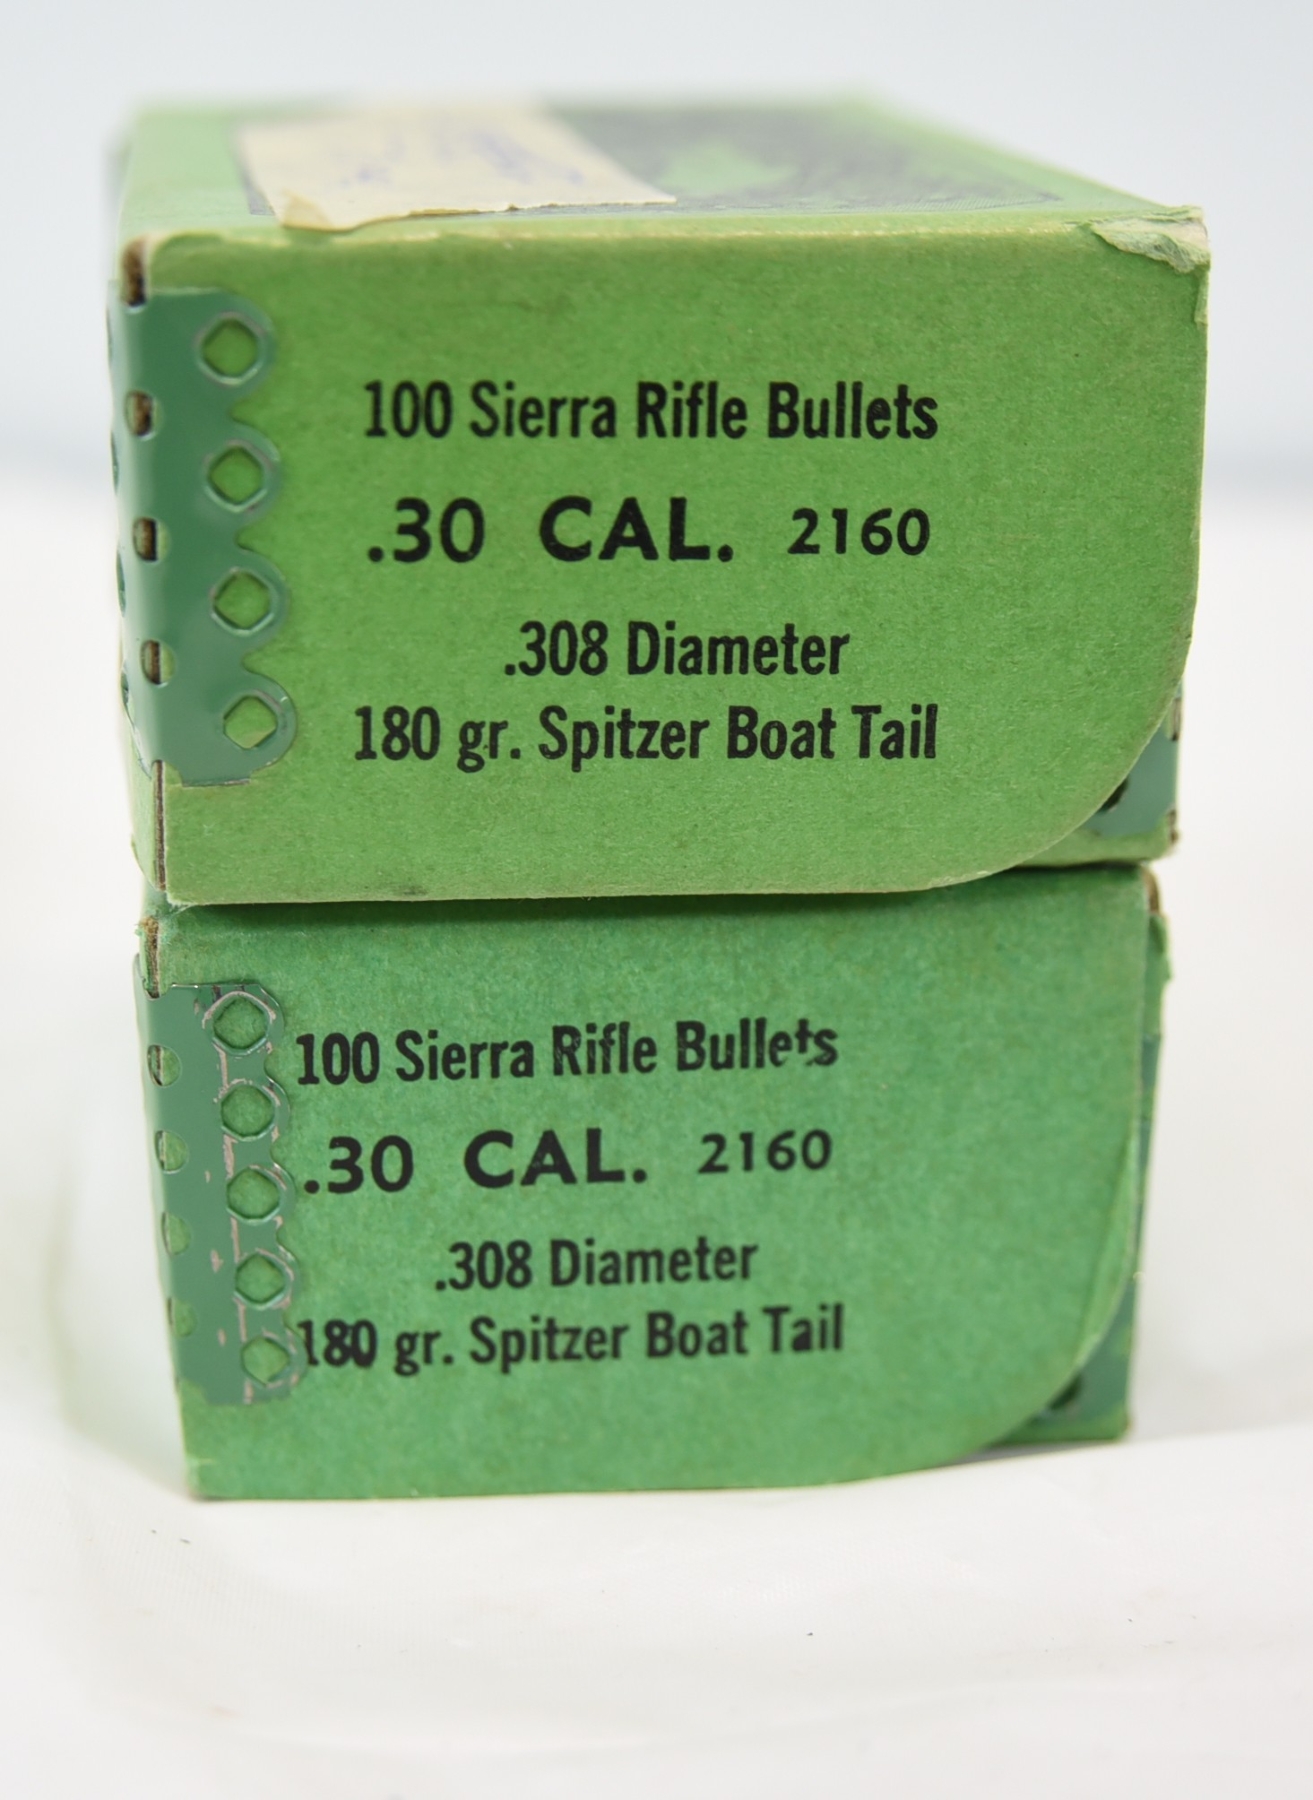 100 Sierra Rifle Bullets
.30 CAL. 2160
.308 Diameter
180 gr. Spitzer Boat Tail
100 Sierra Rifle Bullets
.30 CAL. 2160
.308 Diameter
180 gr. Spitzer Boat Tail